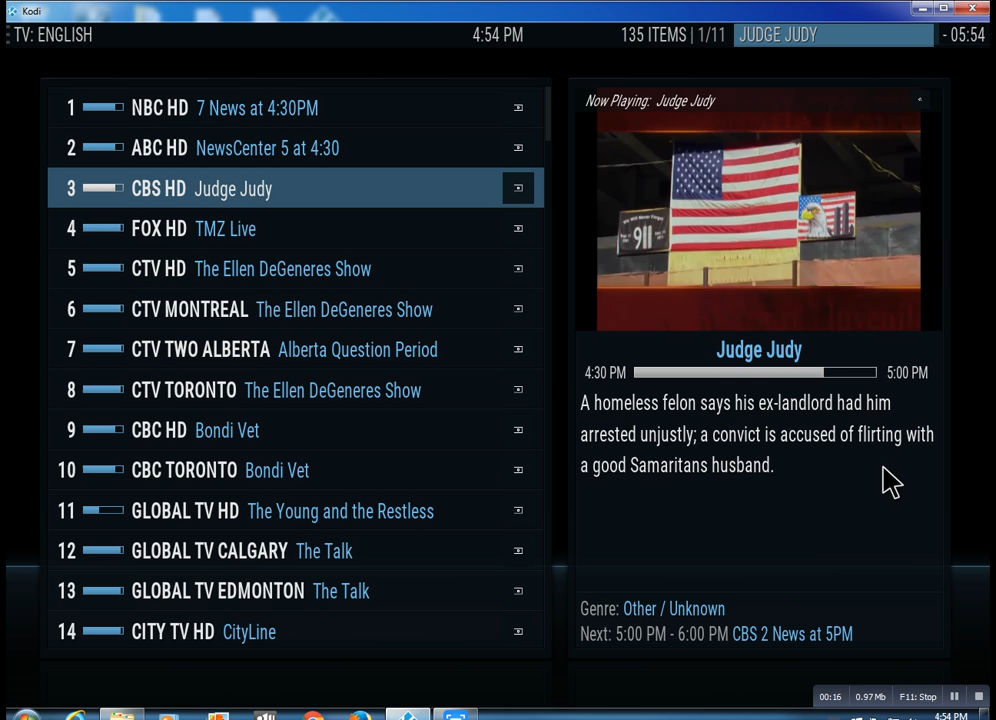 Kodi
TV: ENGLISH
4:54 PM
135 ITEMS | 1/11
JUDGE JUDY
- 05:54
1 NBC HD 7 News at 4:30PM
2 ABC HD NewsCenter 5 at 4:30
3 CBS HD Judge Judy
4 FOX HD TMZ Live
5 CTV HD The Ellen DeGeneres Show
6 CTV MONTREAL The Ellen DeGeneres Show
7 CTV TWO ALBERTA Alberta Question Period
8 CTV TORONTO The Ellen DeGeneres Show
9 CBC HD Bondi Vet
10 CBC TORONTO Bondi Vet
11 GLOBAL TV HD The Young and the Restless
12 GLOBAL TV CALGARY The Talk
13 GLOBAL TV EDMONTON The Talk
14 CITY TV HD CityLine
Now Playing: Judge Judy
911
Judge Judy
4:30 PM 5:00 PM
A homeless felon says his ex-landlord had him
arrested unjustly; a convict is accused of flirting with
a good Samaritans husband.
Genre: Other / Unknown
Next: 5:00 PM - 6:00 PM CBS 2 News at 5PM
00:16 0.97 Mb F11: Stop
4:54 PM